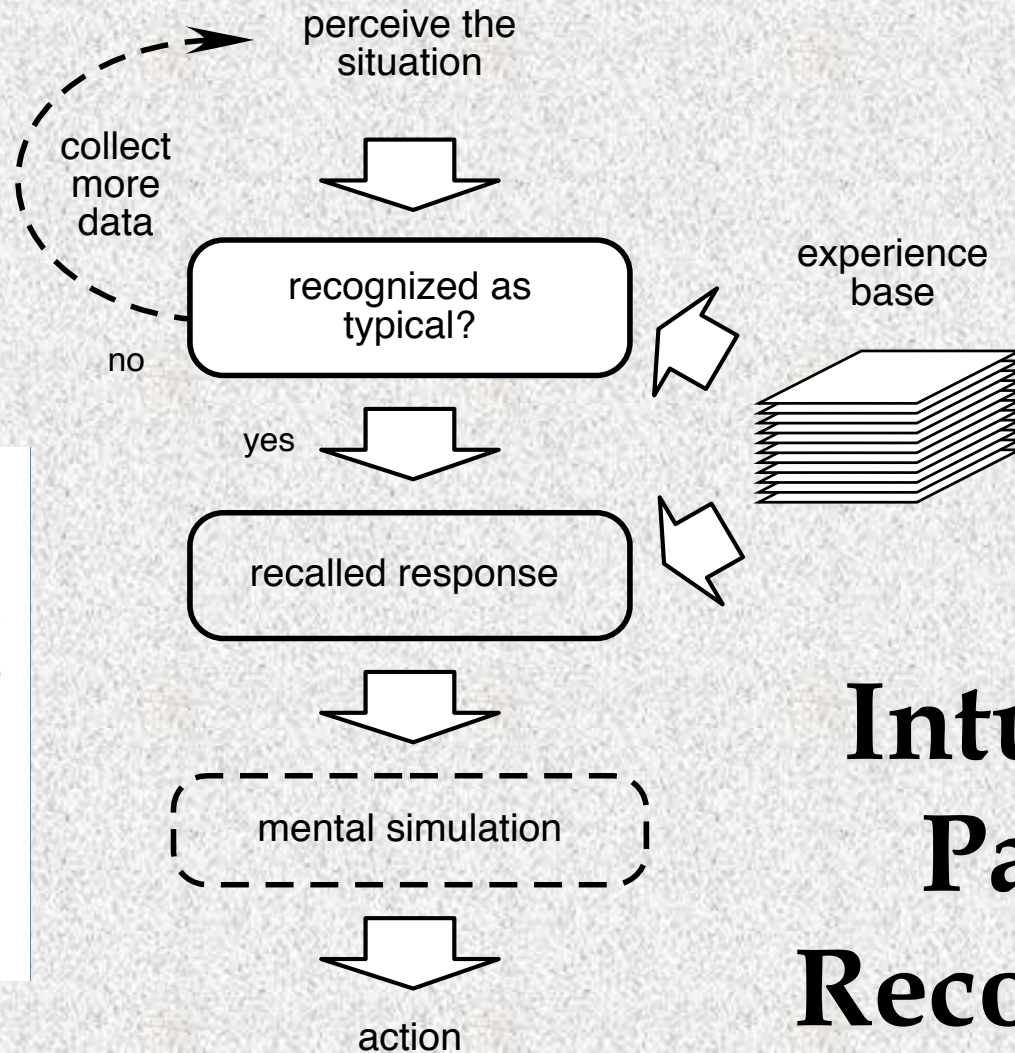 perceive the
situation
collect
more
data
recognized as
typical?
experience
base
no
yes
recalled response
mental simulation
action